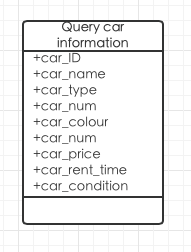 Query car
information
+car_ID
+car_name
+car_type
+car_num
+car_colour
+car_num
+car_price
+car_rent_time
+car_condition